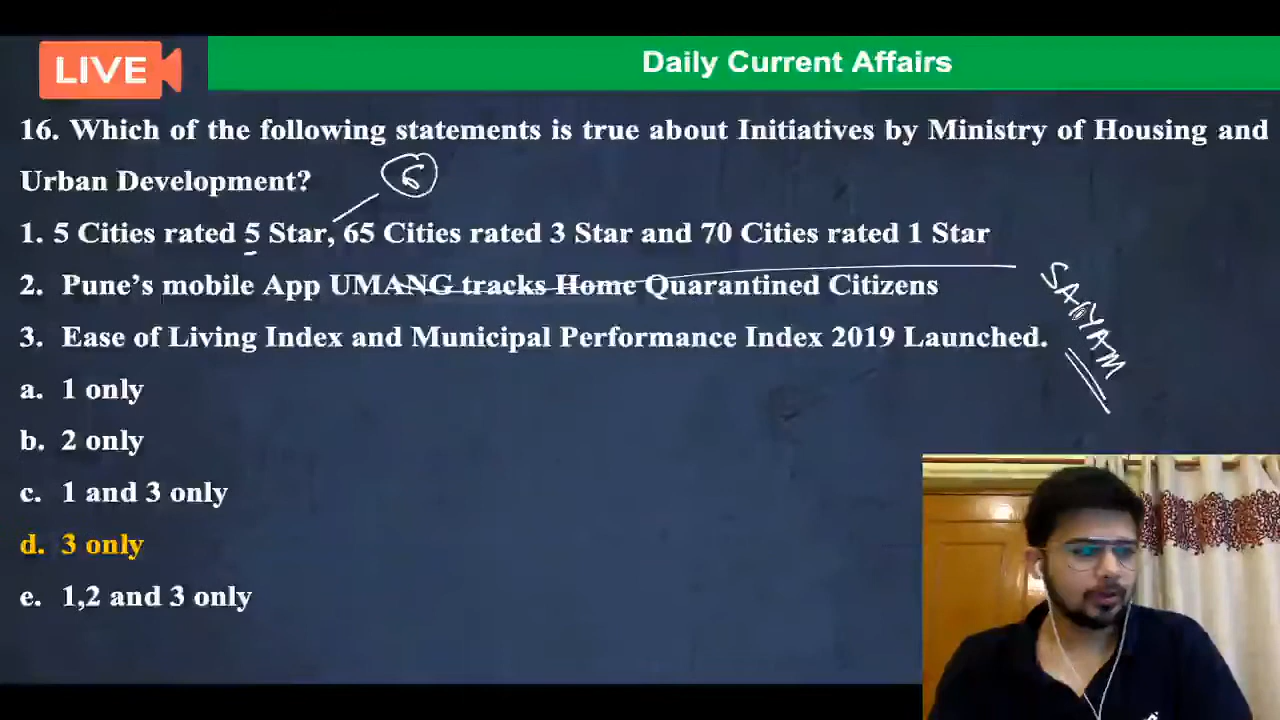 LIVE
Daily Current Affairs
16. Which of the following statements is true about Initiatives by Ministry of Housing and
Urban Development?
6
1. 5 Cities rated 5 Star, 65 Cities rated 3 Star and 70 Cities rated 1 Star
2. Pune's mobile App UMANG tracks Home Quarantined Citizens
SAIYAM
3. Ease of Living Index and Municipal Performance Index 2019 Launched.
a. 1 only
b. 2 only
c. 1 and 3 only
d. 3 only
e. 1,2 and 3 only